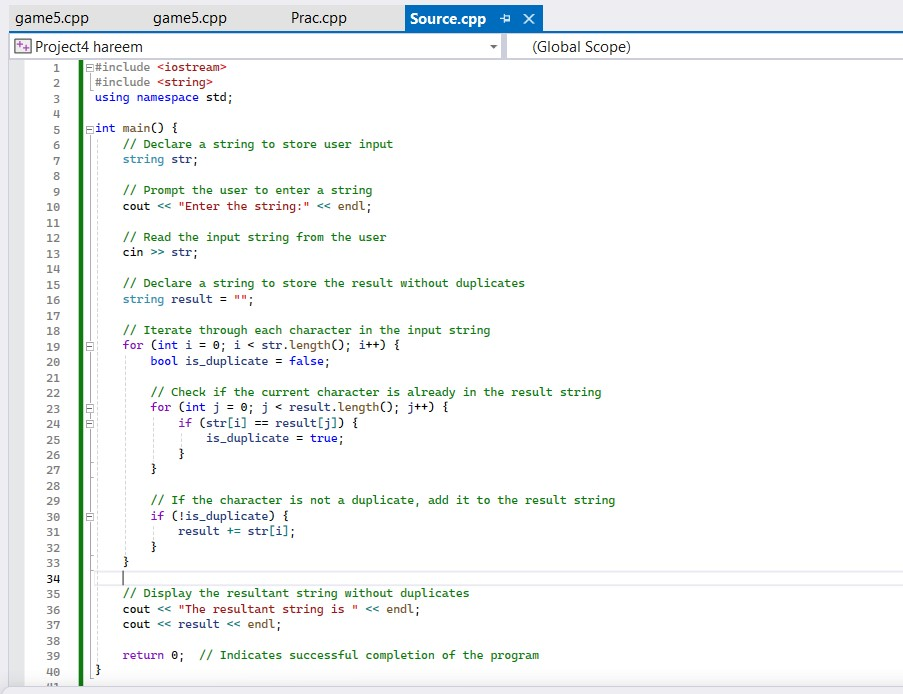 game5.cpp game5.cpp Prac.cpp Source.cpp
Project4 hareem (Global Scope)
1 #include <iostream>
2 #include <string>
3 using namespace std;
4
5 int main() {
6 // Declare a string to store user input
7 string str;
8
9 // Prompt the user to enter a string
10 cout << "Enter the string:" << endl;
11
12 // Read the input string from the user
13 cin >> str;
14
15 // Declare a string to store the result without duplicates
16 string result = "";
17
18 // Iterate through each character in the input string
19 for (int i = 0; i < str.length(); i++) {
20 bool is_duplicate = false;
21
22 // Check if the current character is already in the result string
23 for (int j = 0; j < result.length(); j++) {
24 if (str[i] == result[j]) {
25 is_duplicate = true;
26 }
27 }
28
29 // If the character is not a duplicate, add it to the result string
30 if (!is_duplicate) {
31 result += str[i];
32 }
33 }
34
35 // Display the resultant string without duplicates
36 cout << "The resultant string is " << endl;
37 cout << result << endl;
38
39 return 0; // Indicates successful completion of the program
40 }